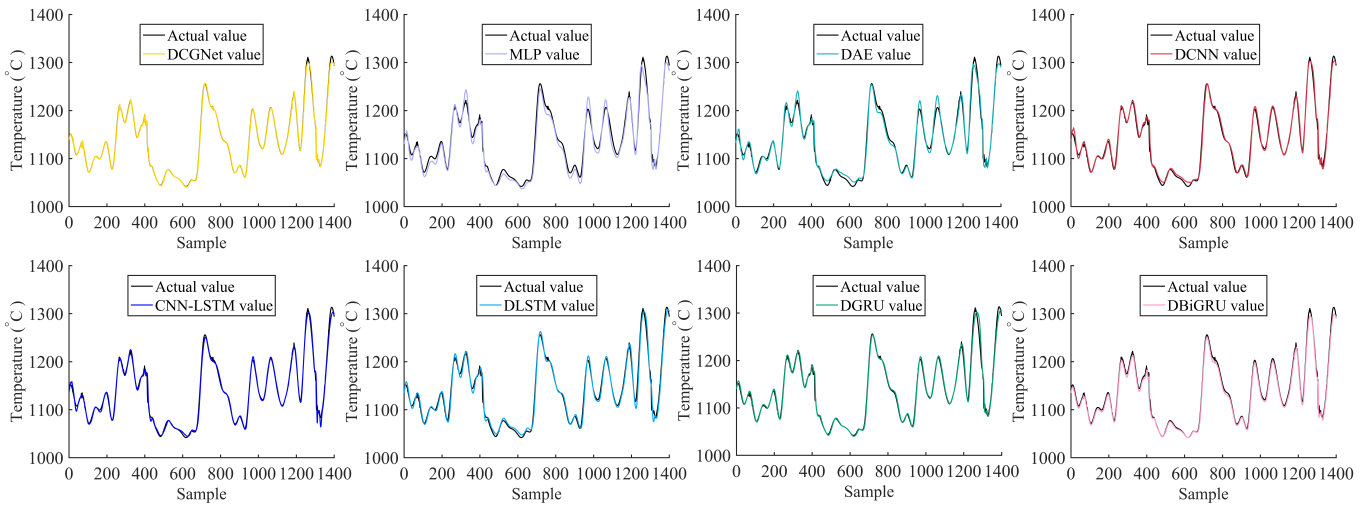 1400
1300
1200
1100
1000
Temperature (°C)
Actual value
DCGNet value
0 200 400 600 800 1000 1200 1400
Sample
1400
1300
1200
1100
1000
Temperature (°C)
Actual value
MLP value
0 200 400 600 800 1000 1200 1400
Sample
1400
1300
1200
1100
1000
Temperature (°C)
Actual value
DAE value
0 200 400 600 800 1000 1200 1400
Sample
1400
1300
1200
1100
1000
Temperature (°C)
Actual value
DCNN value
0 200 400 600 800 1000 1200 1400
Sample
1400
1300
1200
1100
1000
Temperature (°C)
Actual value
CNN-LSTM value
0 200 400 600 800 1000 1200 1400
Sample
1400
1300
1200
1100
1000
Temperature (°C)
Actual value
DLSTM value
0 200 400 600 800 1000 1200 1400
Sample
1400
1300
1200
1100
1000
Temperature (°C)
Actual value
DGRU value
0 200 400 600 800 1000 1200 1400
Sample
1400
1300
1200
1100
1000
Temperature (°C)
Actual value
DBiGRU value
0 200 400 600 800 1000 1200 1400
Sample